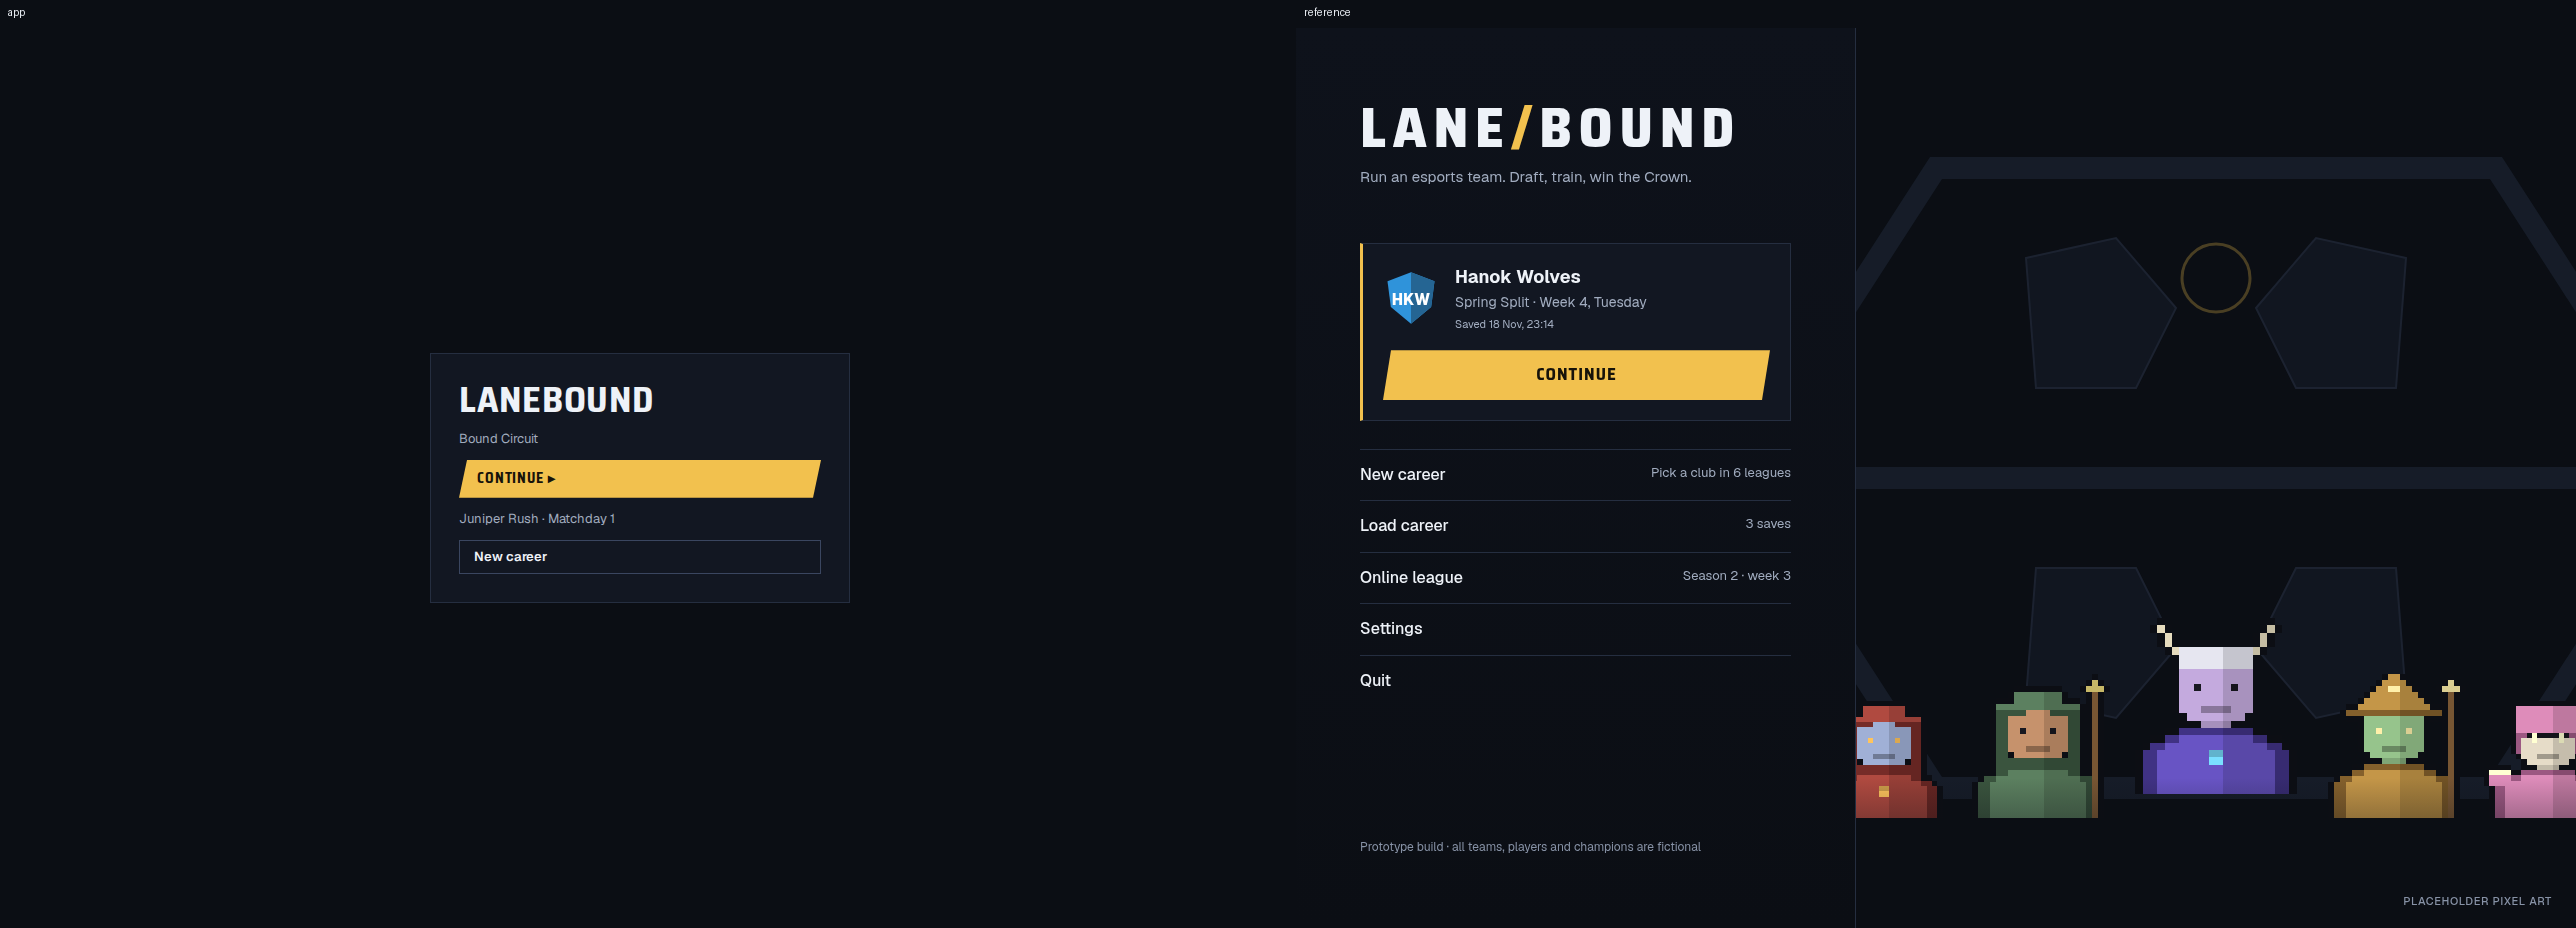 app
LANEBOUND
Bound Circuit
CONTINUE ▸
Juniper Rush · Matchday 1
New career
reference
LANE/BOUND
Run an esports team. Draft, train, win the Crown.
HKW
Hanok Wolves
Spring Split · Week 4, Tuesday
Saved 18 Nov, 23:14
CONTINUE
New career Pick a club in 6 leagues
Load career 3 saves
Online league Season 2 · week 3
Settings
Quit
Prototype build · all teams, players and champions are fictional
PLACEHOLDER PIXEL ART